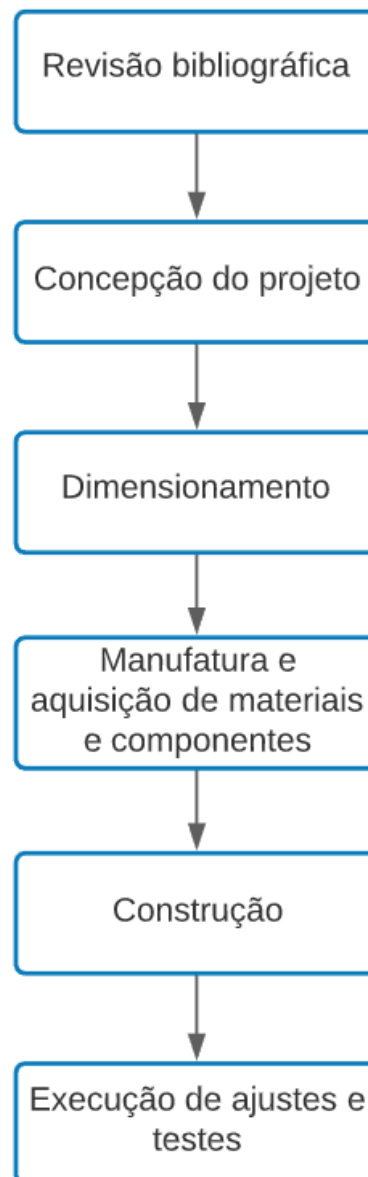 Revisão bibliográfica
Concepção do projeto
Dimensionamento
Manufatura e
aquisição de materiais
e componentes
Construção
Execução de ajustes e
testes